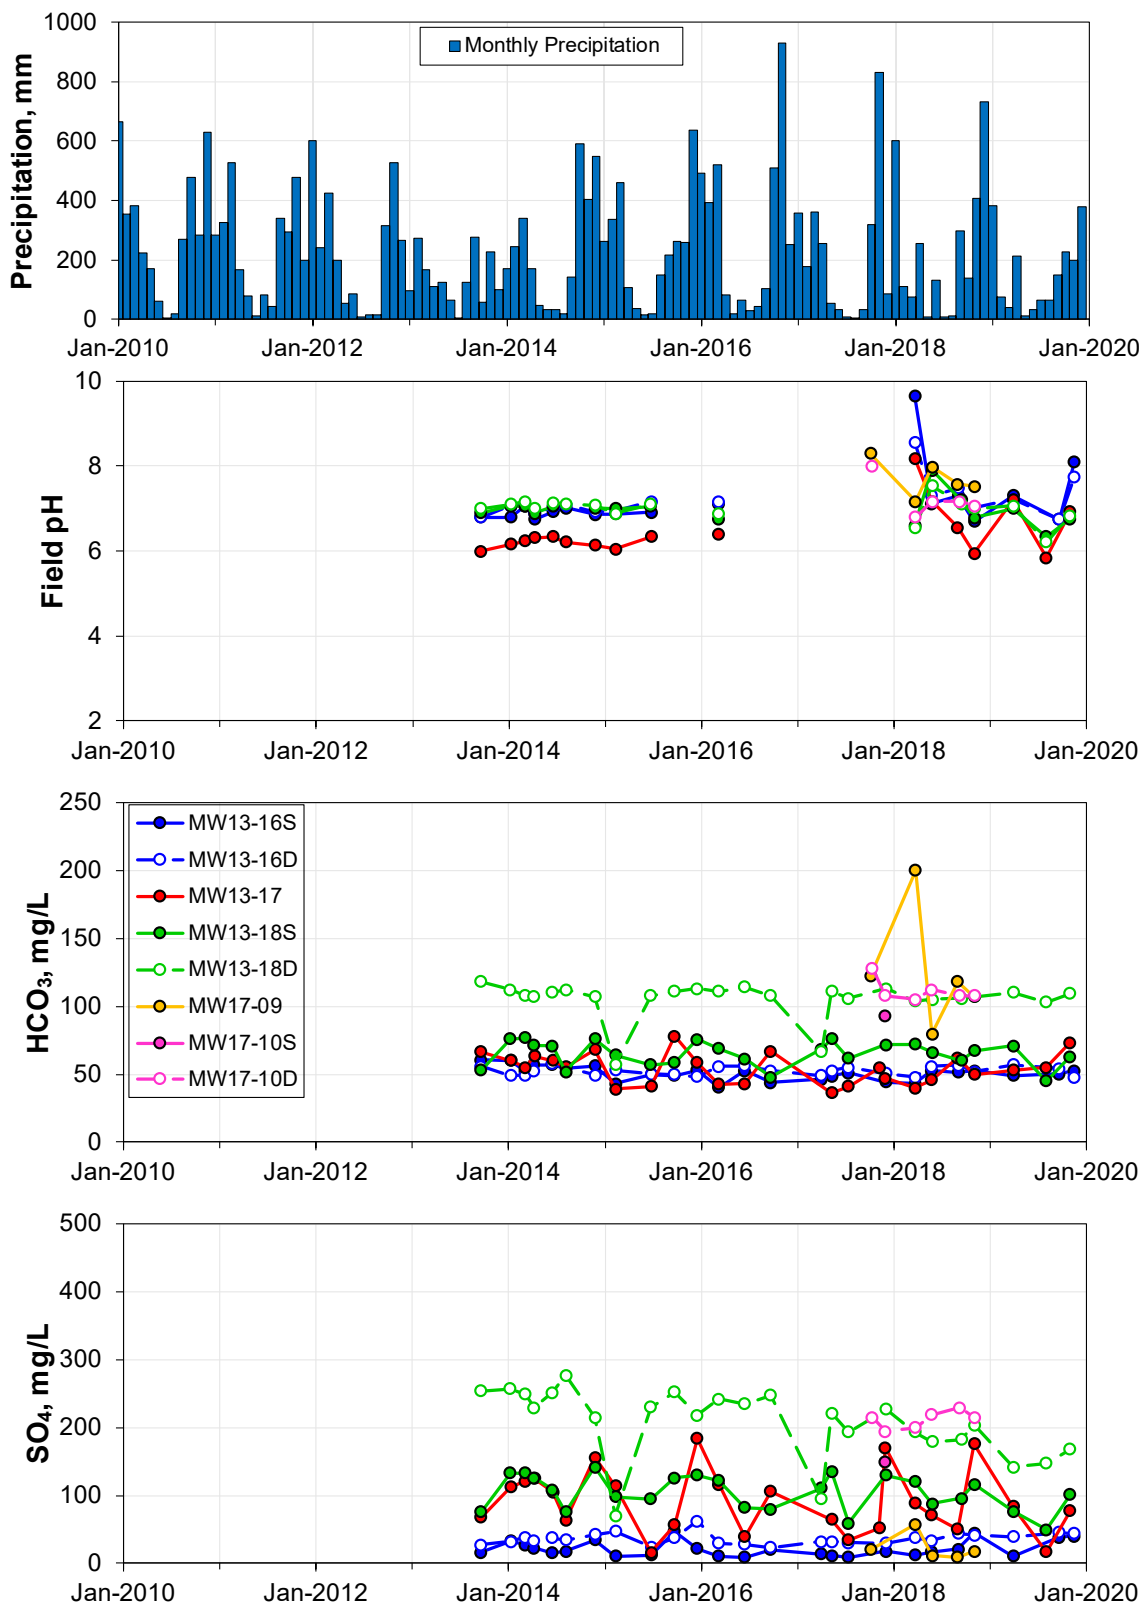 1000
Monthly Precipitation
800
600
400
200
0
Precipitation, mm
Jan-2010 Jan-2012 Jan-2014 Jan-2016 Jan-2018 Jan-2020
10
8
6
4
2
Field pH
Jan-2010 Jan-2012 Jan-2014 Jan-2016 Jan-2018 Jan-2020
250
200
150
100
50
0
HCO₃, mg/L
MW13-16S
MW13-16D
MW13-17
MW13-18S
MW13-18D
MW17-09
MW17-10S
MW17-10D
Jan-2010 Jan-2012 Jan-2014 Jan-2016 Jan-2018 Jan-2020
500
400
300
200
100
0
SO₄, mg/L
Jan-2010 Jan-2012 Jan-2014 Jan-2016 Jan-2018 Jan-2020